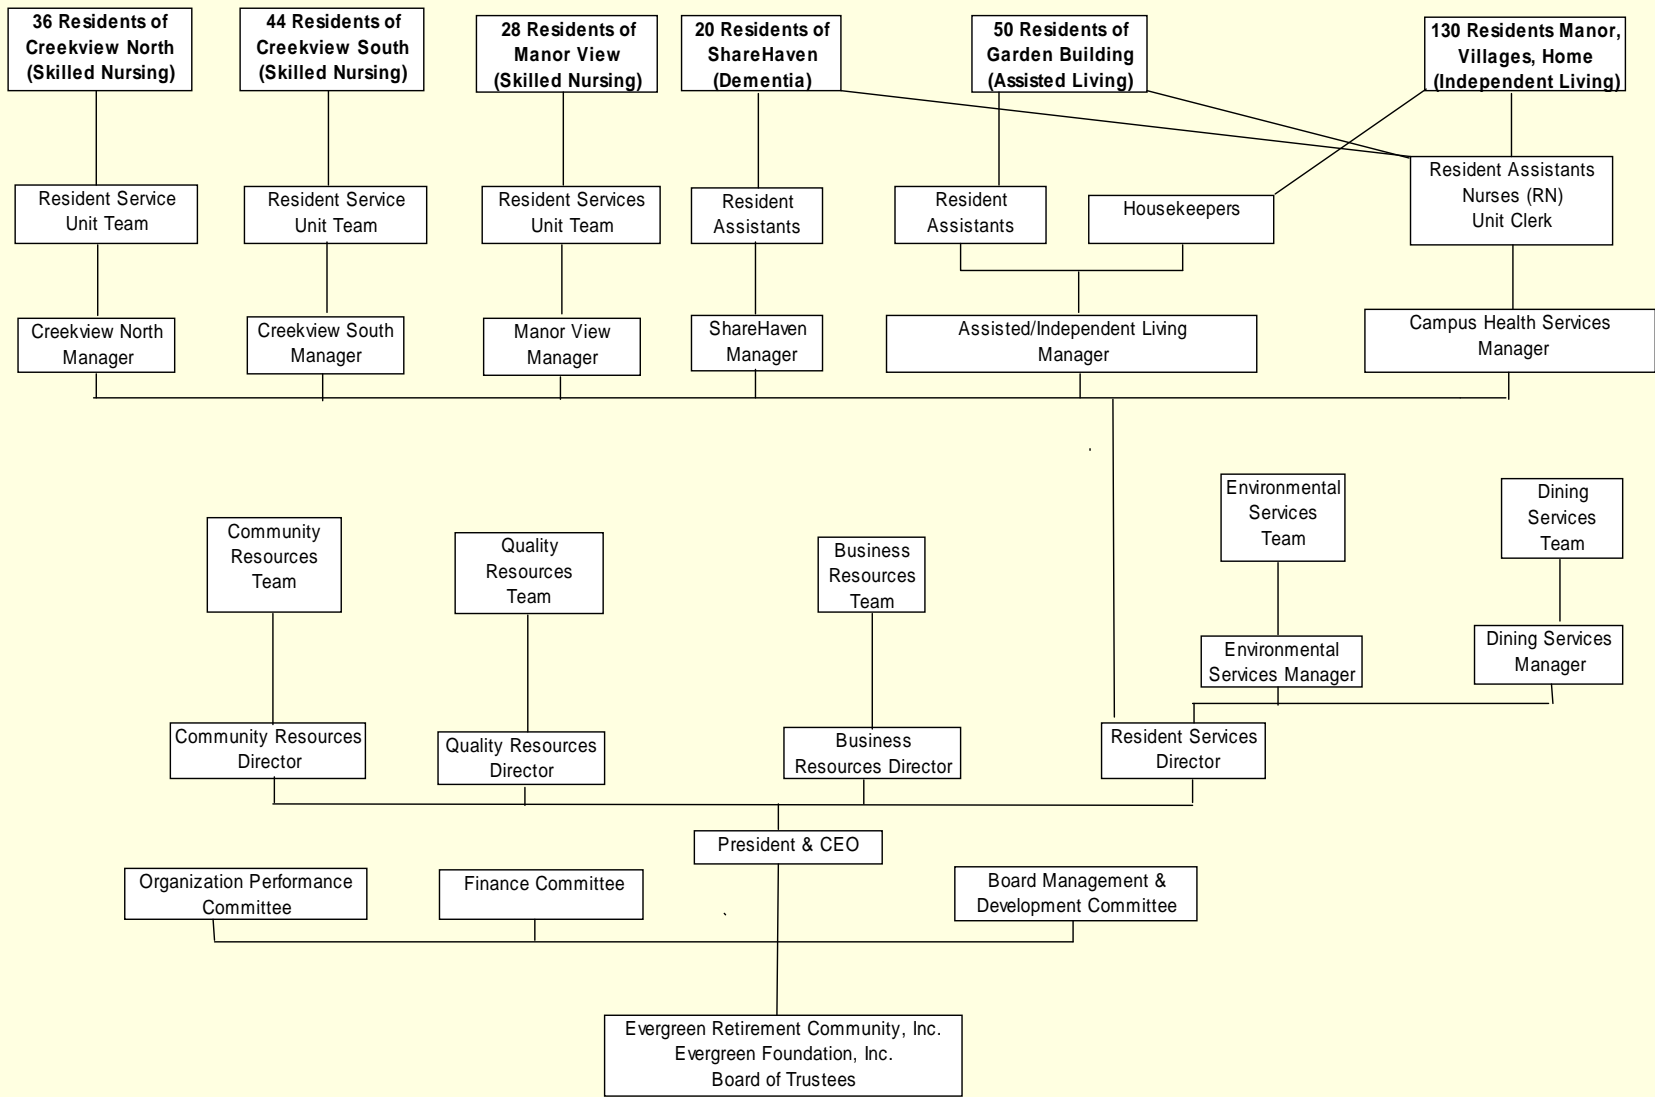 36 Residents of
Creekview North
(Skilled Nursing)
44 Residents of
Creekview South
(Skilled Nursing)
28 Residents of
Manor View
(Skilled Nursing)
20 Residents of
ShareHaven
(Dementia)
50 Residents of
Garden Building
(Assisted Living)
130 Residents Manor,
Villages, Home
(Independent Living)
Resident Service
Unit Team
Resident Service
Unit Team
Resident Services
Unit Team
Resident
Assistants
Resident
Assistants
Housekeepers
Resident Assistants
Nurses (RN)
Unit Clerk
Creekview North
Manager
Creekview South
Manager
Manor View
Manager
ShareHaven
Manager
Assisted/Independent Living
Manager
Campus Health Services
Manager
Community
Resources
Team
Quality
Resources
Team
Business
Resources
Team
Environmental
Services
Team
Dining
Services
Team
Environmental
Services Manager
Dining Services
Manager
Community Resources
Director
Quality Resources
Director
Business
Resources Director
Resident Services
Director
President & CEO
Organization Performance
Committee
Finance Committee
Board Management &
Development Committee
Evergreen Retirement Community, Inc.
Evergreen Foundation, Inc.
Board of Trustees